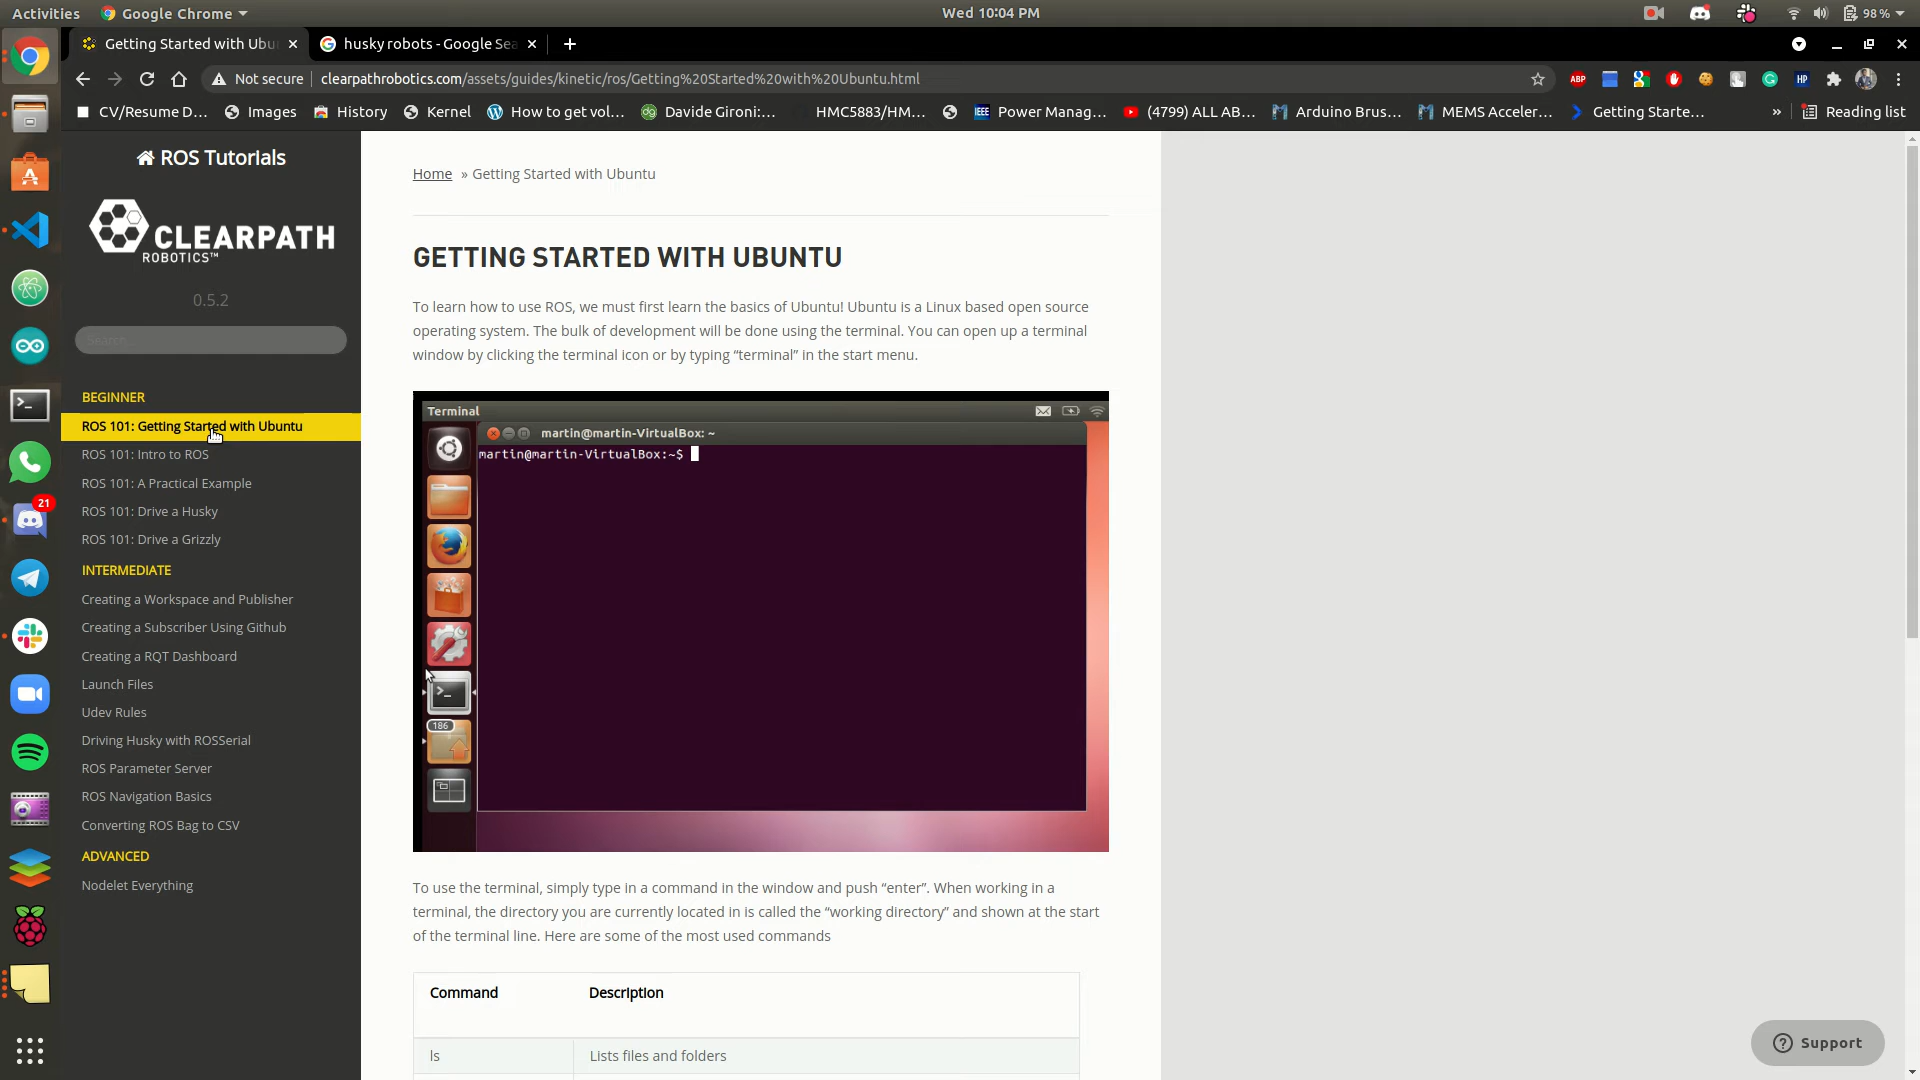 Activities
Google Chrome
Wed 10:04 PM
98%
Getting Started with Ubu
husky robots - Google Sea
Not secure
clearpathrobotics.com/assets/guides/kinetic/ros/Getting%20Started%20with%20Ubuntu.html
ABP
HP
CV/Resume D...
Images
History
Kernel
How to get vol...
dg
Davide Gironi:...
HMC5883/HM...
IEEE
Power Manag...
(4799) ALL AB...
Arduino Brus...
MEMS Acceler...
Getting Starte...
»
Reading list
ROS Tutorials
CLEARPATH
ROBOTICS™
0.5.2
Search...
BEGINNER
ROS 101: Getting Started with Ubuntu
ROS 101: Intro to ROS
ROS 101: A Practical Example
ROS 101: Drive a Husky
ROS 101: Drive a Grizzly
INTERMEDIATE
Creating a Workspace and Publisher
Creating a Subscriber Using Github
Creating a RQT Dashboard
Launch Files
Udev Rules
Driving Husky with ROSSerial
ROS Parameter Server
ROS Navigation Basics
Converting ROS Bag to CSV
ADVANCED
Nodelet Everything
21
Home » Getting Started with Ubuntu
GETTING STARTED WITH UBUNTU
To learn how to use ROS, we must first learn the basics of Ubuntu! Ubuntu is a Linux based open source
operating system. The bulk of development will be done using the terminal. You can open up a terminal
window by clicking the terminal icon or by typing “terminal” in the start menu.
Terminal
martin@martin-VirtualBox: ~
martin@martin-VirtualBox:~$
>_
186
To use the terminal, simply type in a command in the window and push “enter”. When working in a
terminal, the directory you are currently located in is called the “working directory” and shown at the start
of the terminal line. Here are some of the most used commands
Command Description
ls Lists files and folders
Support